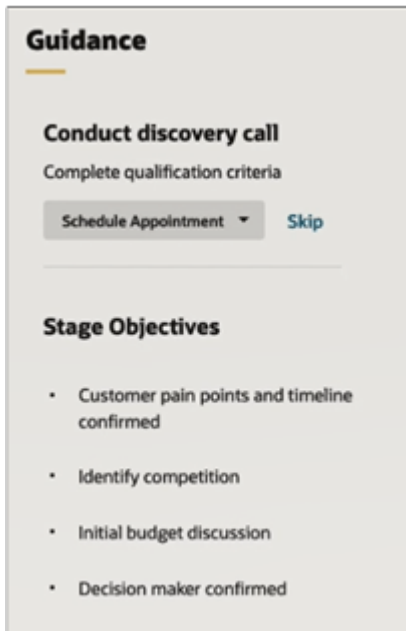 Guidance
Conduct discovery call
Complete qualification criteria
Schedule Appointment Skip
Stage Objectives
• Customer pain points and timeline
confirmed
• Identify competition
• Initial budget discussion
• Decision maker confirmed